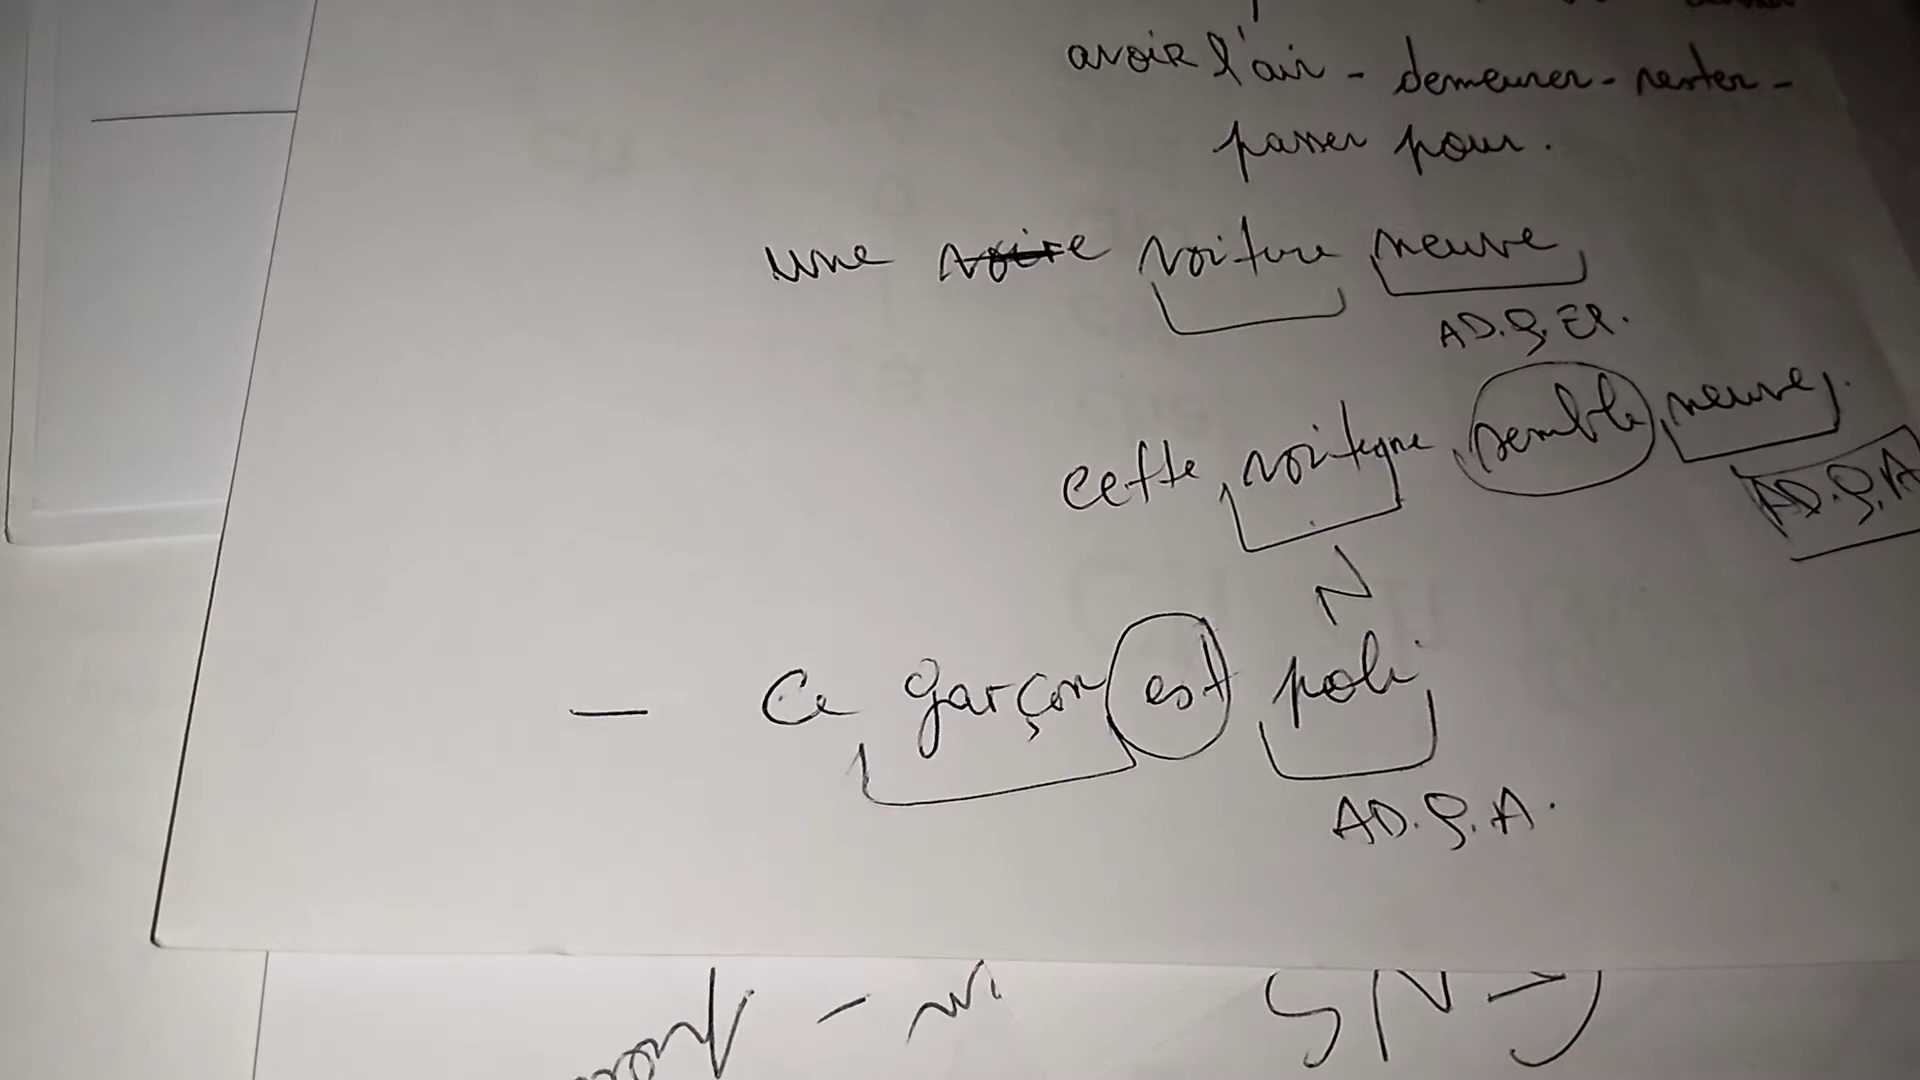 avoir l'air - demeurer - rester -
passer pour.
une voiture neuve
AD.Q.EP.
cette voiture semble neuve.
AD.Q.A
N
— Ce garçon est poli
AD.Q.A.